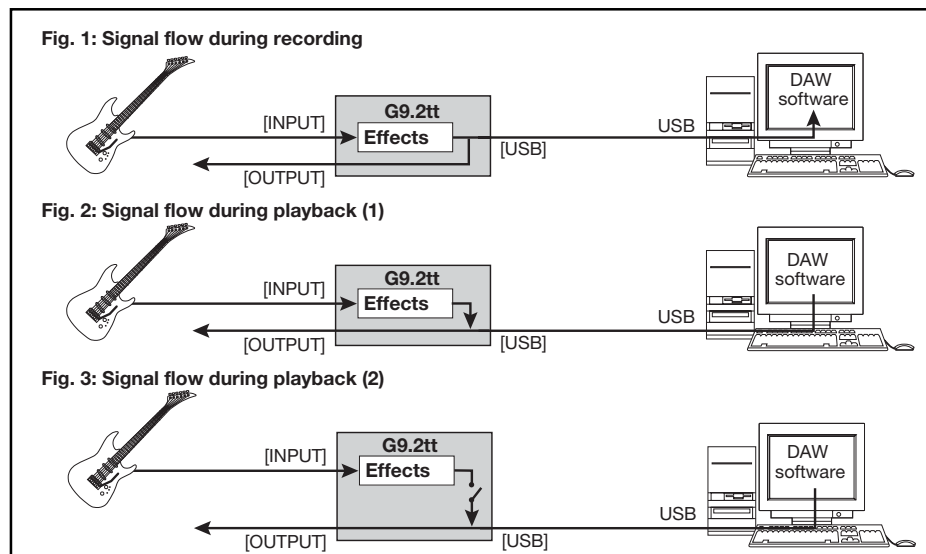 Fig. 1: Signal flow during recording
G9.2tt
DAW
software
[INPUT]
Effects
USB
[USB]
[OUTPUT]
Fig. 2: Signal flow during playback (1)
G9.2tt
DAW
software
[INPUT]
Effects
USB
[OUTPUT]
[USB]
Fig. 3: Signal flow during playback (2)
G9.2tt
DAW
software
[INPUT]
Effects
USB
[OUTPUT]
[USB]